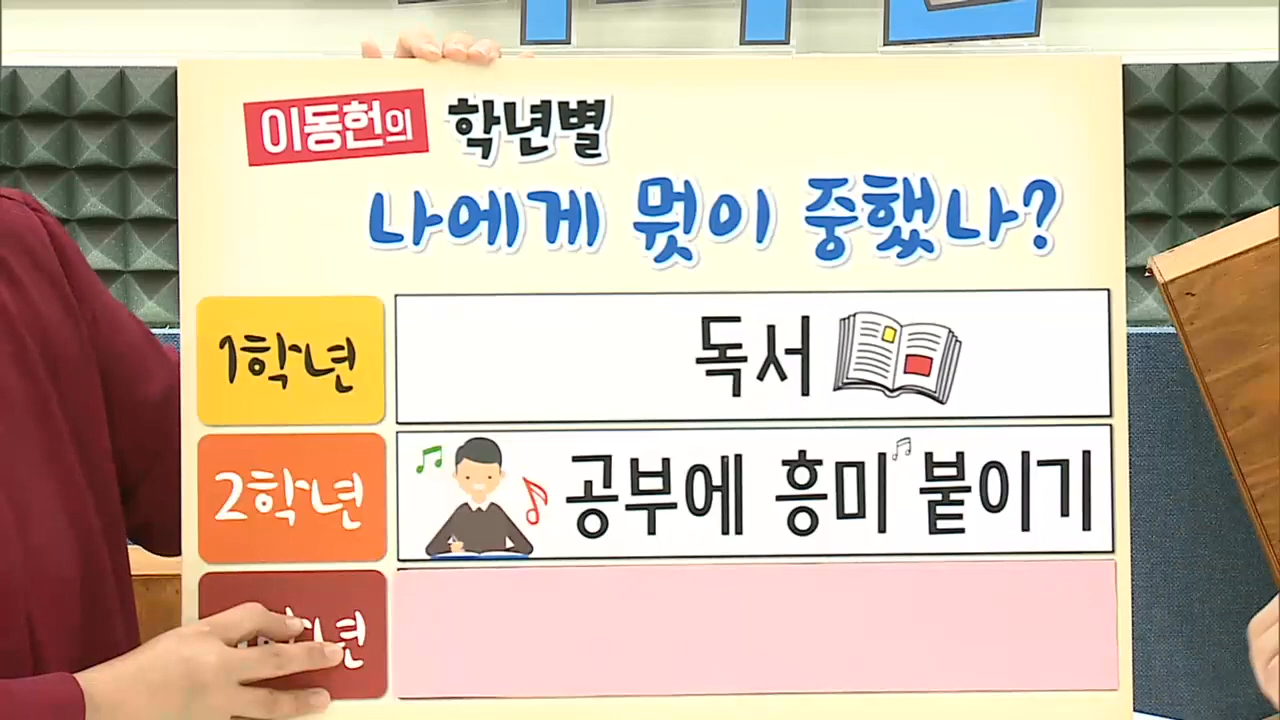 이동헌의 학년별
나에게 뭣이 중했나?
1학년 독서
2학년 공부에 흥미 붙이기